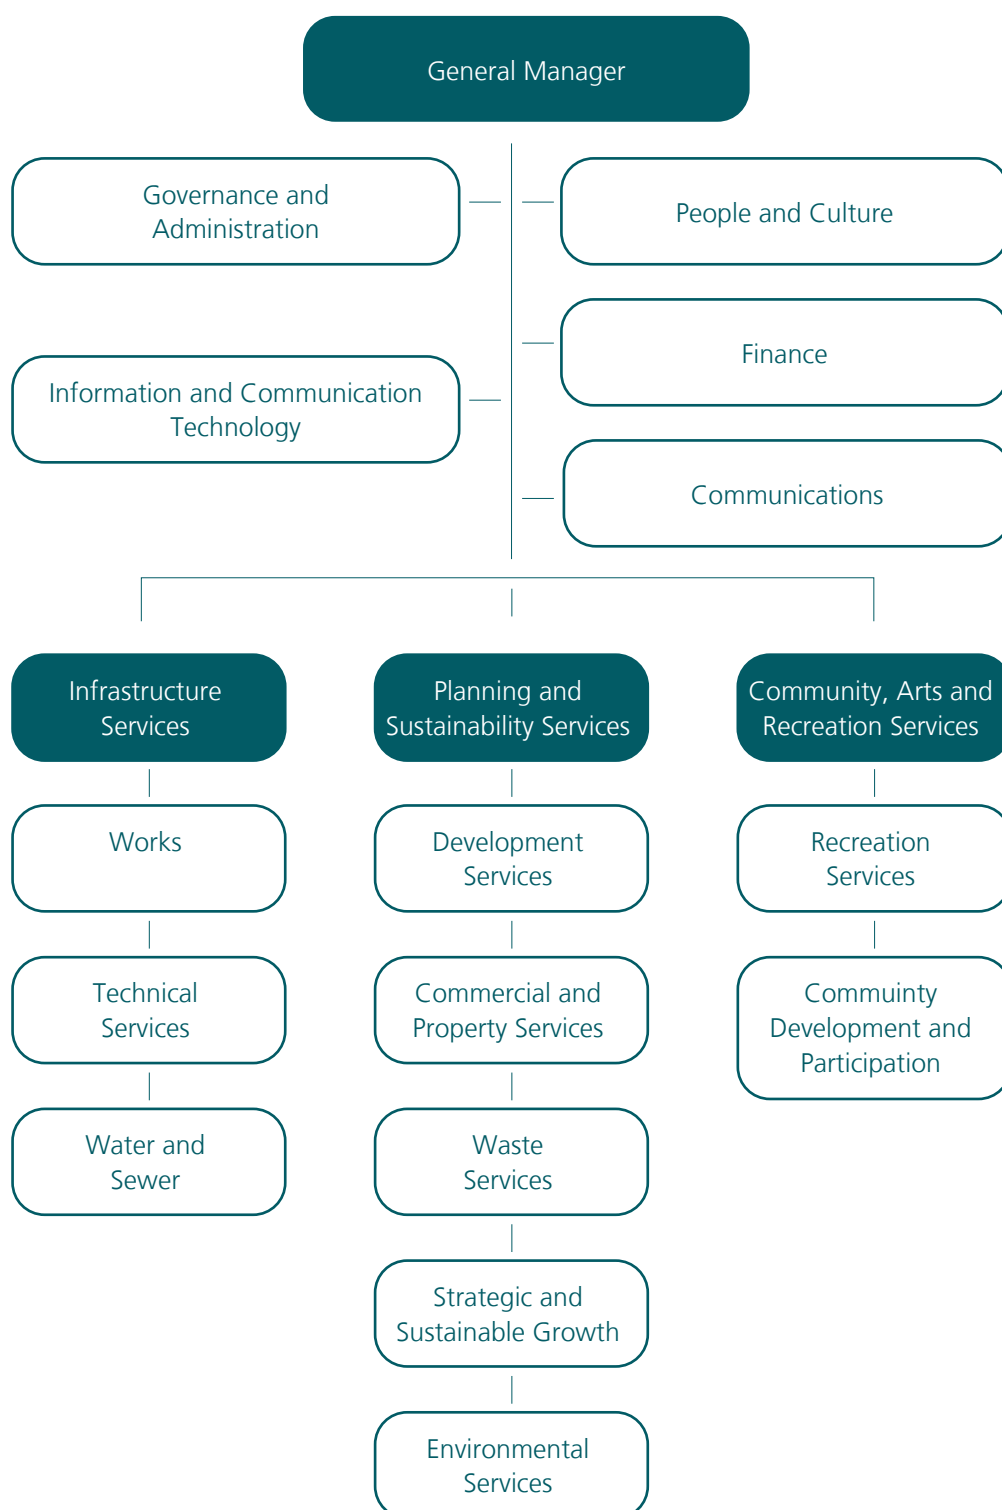 General Manager
Governance and
Administration
People and Culture
Finance
Information and Communication
Technology
Communications
Infrastructure
Services
Planning and
Sustainability Services
Community, Arts and
Recreation Services
Works
Development
Services
Recreation
Services
Technical
Services
Commercial and
Property Services
Commuinty
Development and
Participation
Water and
Sewer
Waste
Services
Strategic and
Sustainable Growth
Environmental
Services